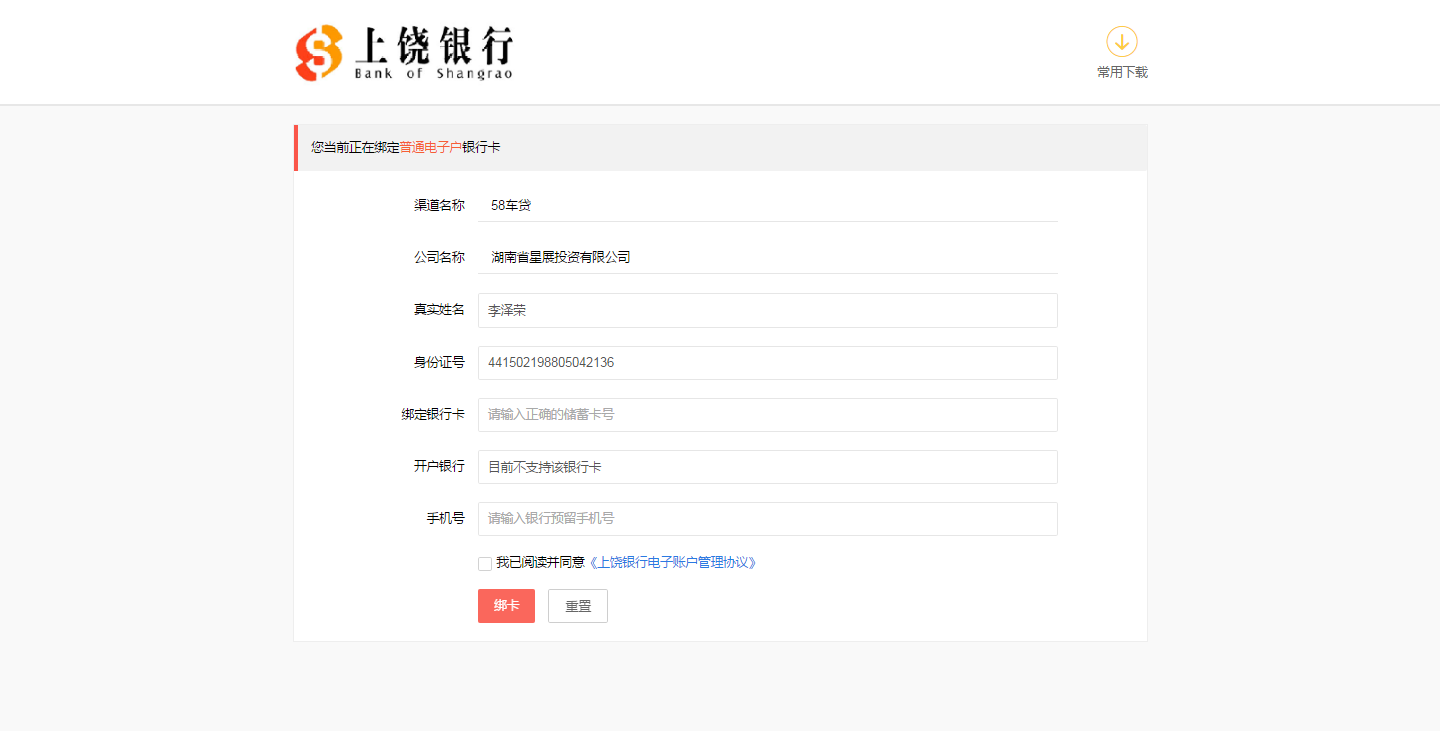 上饶银行
Bank of Shangrao
常用下载
您当前正在绑定普通电子户银行卡
渠道名称 58车贷
公司名称 湖南省星展投资有限公司
真实姓名 李泽荣
身份证号 441502198805042136
绑定银行卡 请输入正确的储蓄卡号
开户银行 目前不支持该银行卡
手机号 请输入银行预留手机号
我已阅读并同意《上饶银行电子账户管理协议》
绑卡 重置